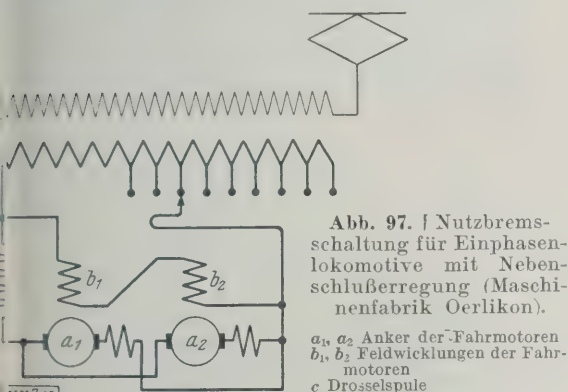 b₁
b₂
a₁
a₂
Abb. 97. Nutzbrems-
schaltung für Einphasen-
lokomotive mit Neben-
schlußerregung (Maschi-
nenfabrik Oerlikon).
a₁, a₂ Anker der Fahrmotoren
b₁, b₂ Feldwicklungen der Fahr-
motoren
c Drosselspule